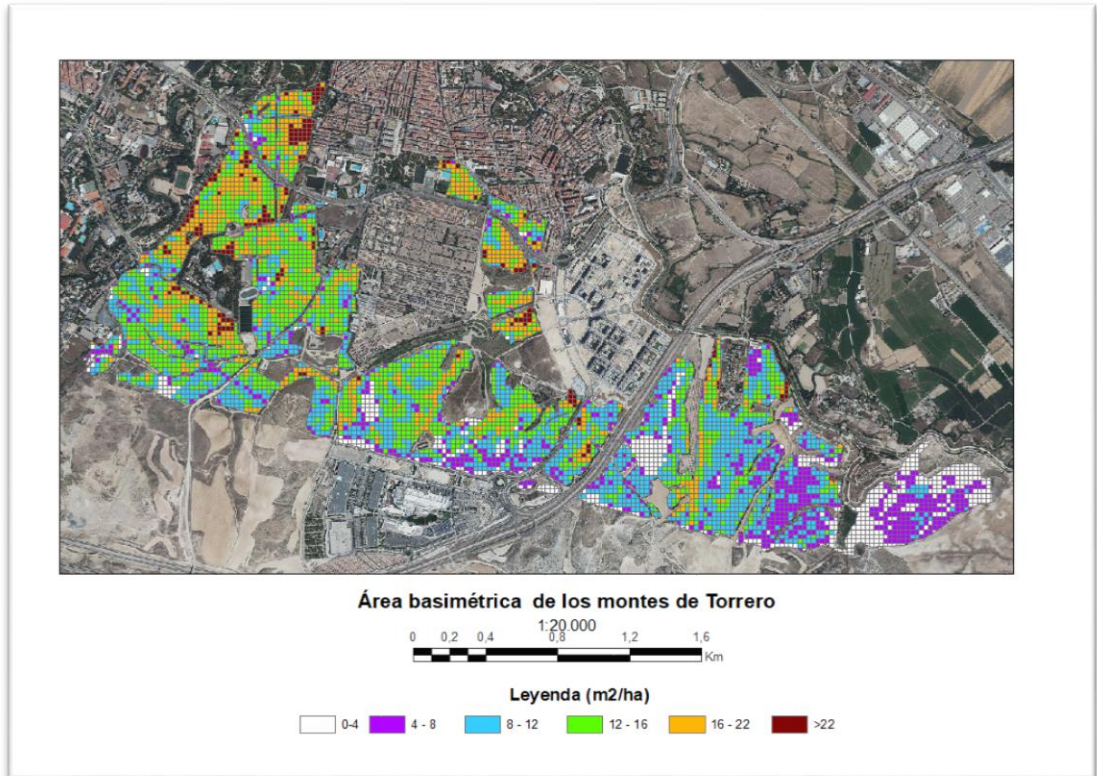 Área basimétrica de los montes de Torrero
1:20.000
0 0,2 0,4 0,8 1,2 1,6
Km
Leyenda (m2/ha)
0-4 4 - 8 8 - 12 12 - 16 16 - 22 >22